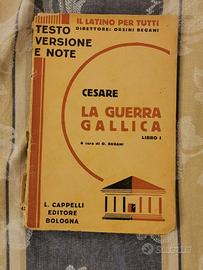 IL LATINO PER TUTTI
DIRETTORE: ORSINI BEGANI
TESTO
VERSIONE
E NOTE
CESARE
LA GUERRA
GALLICA
LIBRO I
A cura di O. BEGANI
L. CAPPELLI
EDITORE
BOLOGNA
subito